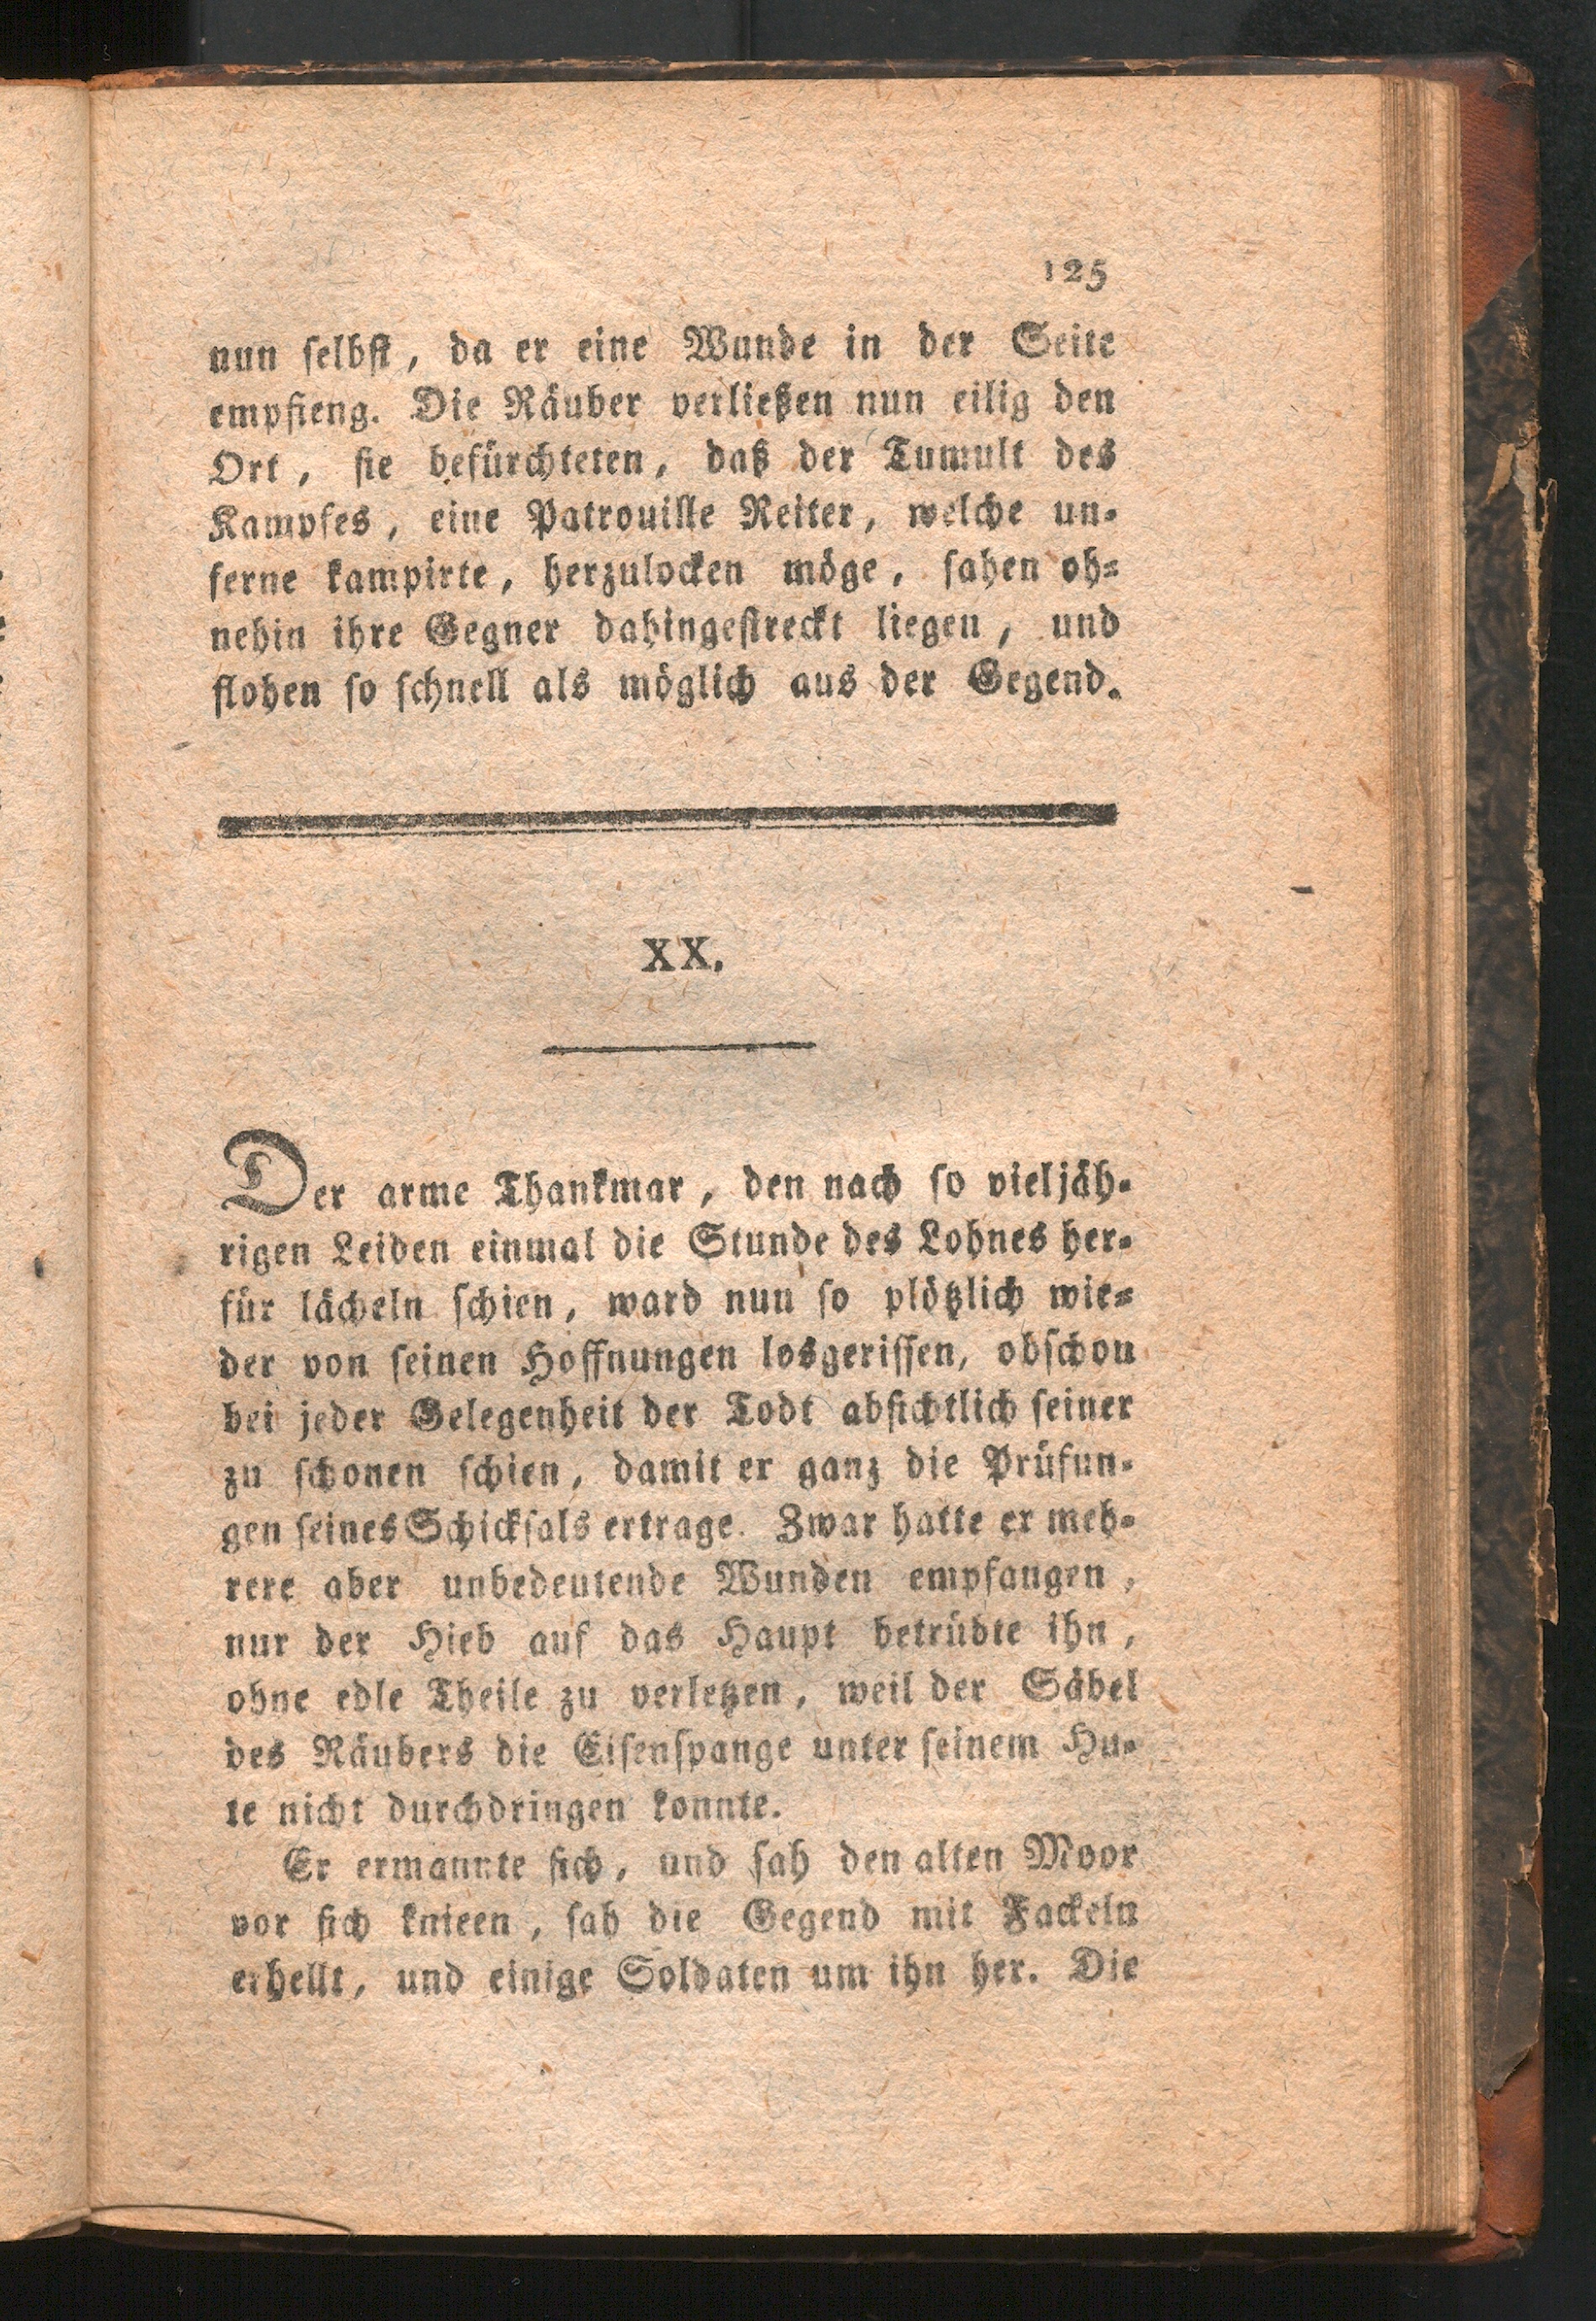 125
nun ſelbſt, da er eine Wunde in der Seite
empfieng. Die Räuber verließen nun eilig den
Ort, ſie befürchteten, daß der Tumult des
Kampfes, eine Patrouille Reiter, welche un-
ferne kampirte, herzulocken möge, ſahen oh-
nehin ihre Gegner dahingeſtreckt liegen, und
flohen ſo ſchnell als möglich aus der Gegend.
XX.
Der arme Thankmar, den nach ſo vieljäh-
rigen Leiden einmal die Stunde des Lohnes her-
für lächeln ſchien, ward nun ſo plötzlich wie-
der von ſeinen Hoffnungen losgeriſſen, obſchon
bei jeder Gelegenheit der Todt abſichtlich ſeiner
zu ſchonen ſchien, damit er ganz die Prüfun-
gen ſeines Schickſals ertrage. Zwar hatte er meh-
rere aber unbedeutende Wunden empfangen,
nur der Hieb auf das Haupt betrübte ihn,
ohne edle Theile zu verletzen, weil der Säbel
des Räubers die Eiſenſpange unter ſeinem Hu-
te nicht durchdringen konnte.
Er ermannte ſich, und ſah den alten Moor
vor ſich knieen, ſah die Gegend mit Fackeln
erhellt, und einige Soldaten um ihn her. Die